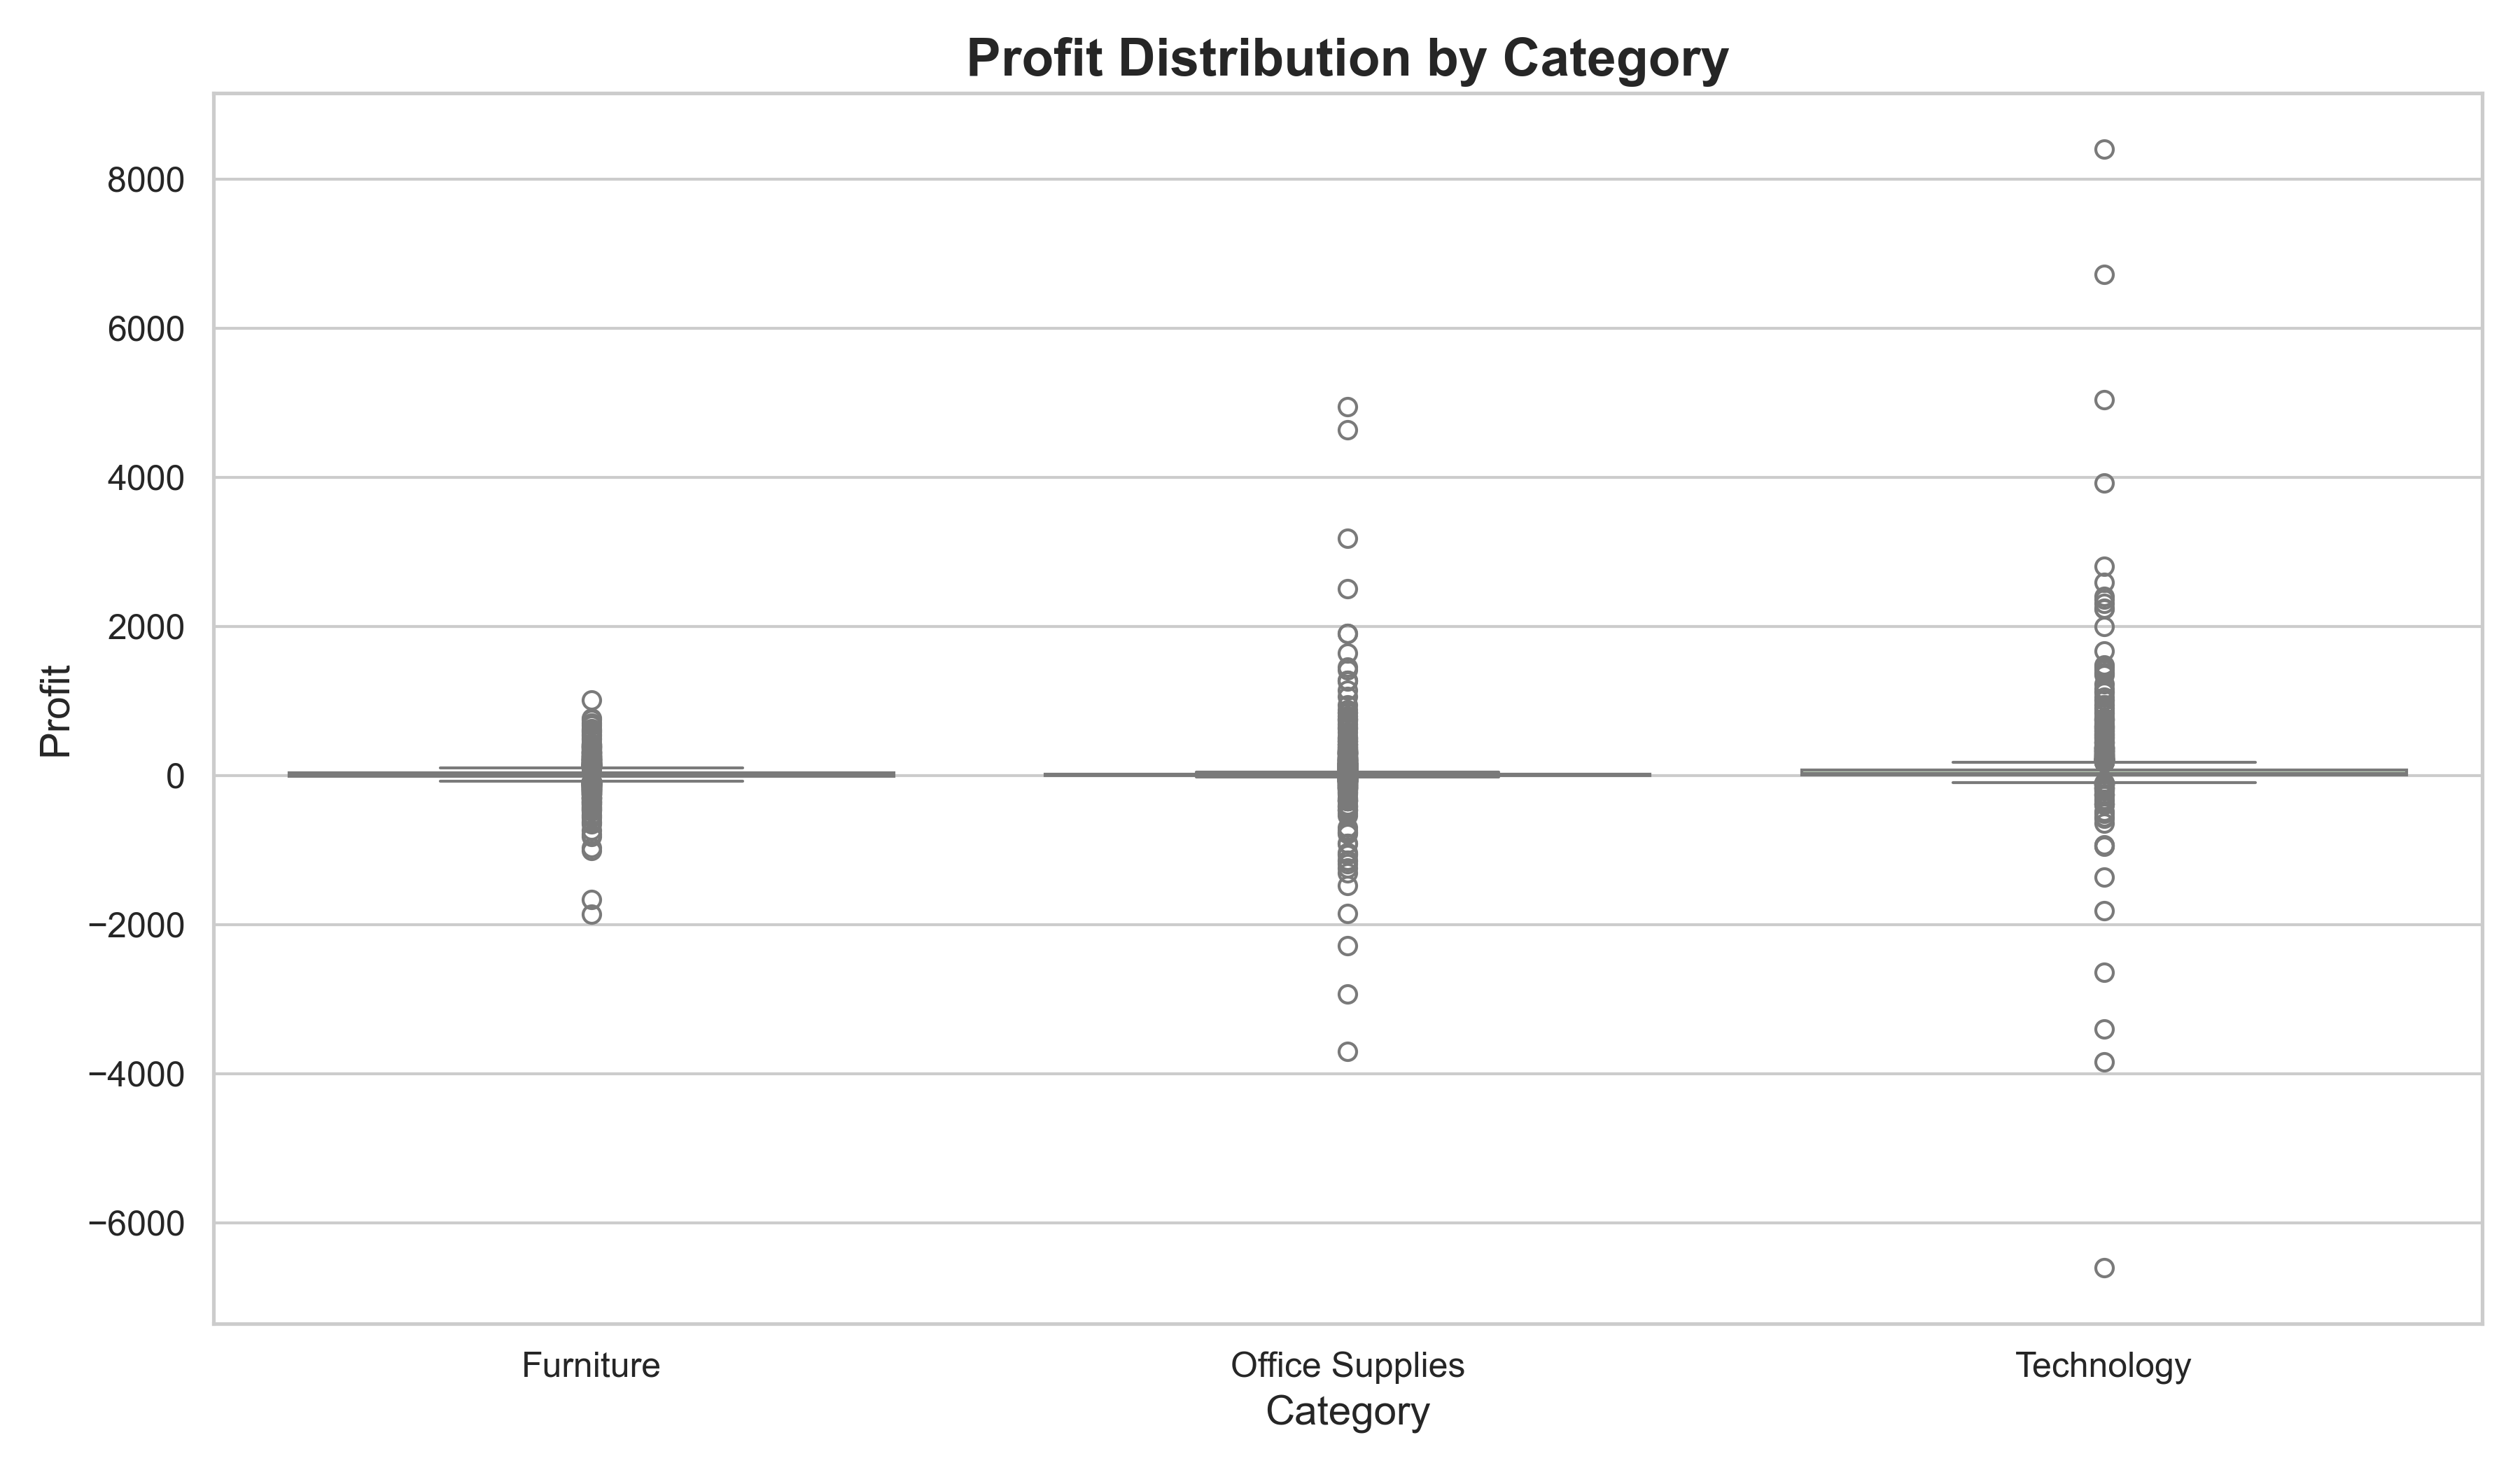 Profit Distribution by Category
8000
6000
4000
2000
0
−2000
−4000
−6000
Profit
Furniture
Office Supplies
Technology
Category